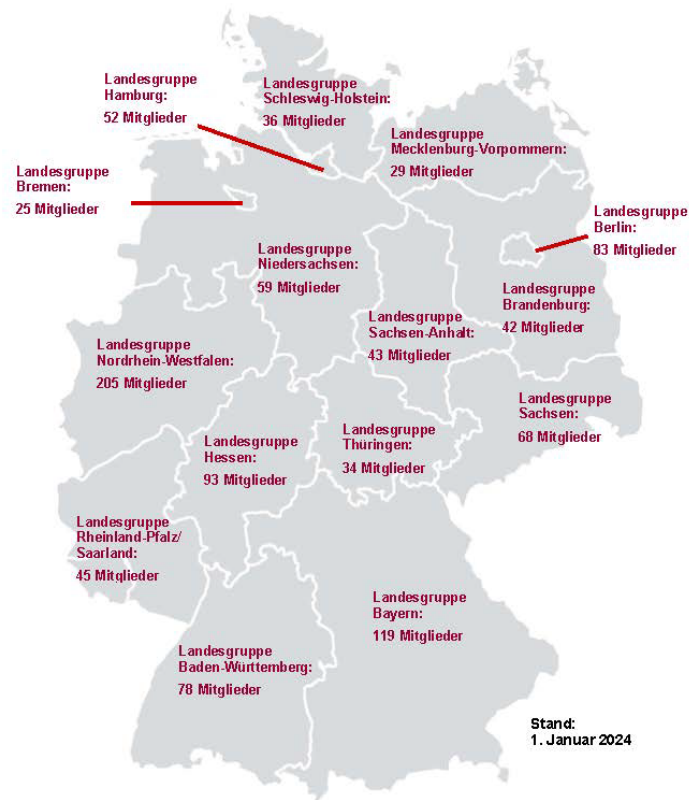 Landesgruppe
Hamburg:
52 Mitglieder
Landesgruppe
Schleswig-Holstein:
36 Mitglieder
Landesgruppe
Mecklenburg-Vorpommern:
29 Mitglieder
Landesgruppe
Bremen:
25 Mitglieder
Landesgruppe
Berlin:
83 Mitglieder
Landesgruppe
Niedersachsen:
59 Mitglieder
Landesgruppe
Brandenburg:
42 Mitglieder
Landesgruppe
Sachsen-Anhalt:
43 Mitglieder
Landesgruppe
Nordrhein-Westfalen:
205 Mitglieder
Landesgruppe
Sachsen:
68 Mitglieder
Landesgruppe
Hessen:
93 Mitglieder
Landesgruppe
Thüringen:
34 Mitglieder
Landesgruppe
Rheinland-Pfalz/
Saarland:
45 Mitglieder
Landesgruppe
Bayern:
119 Mitglieder
Landesgruppe
Baden-Württemberg:
78 Mitglieder
Stand:
1. Januar 2024